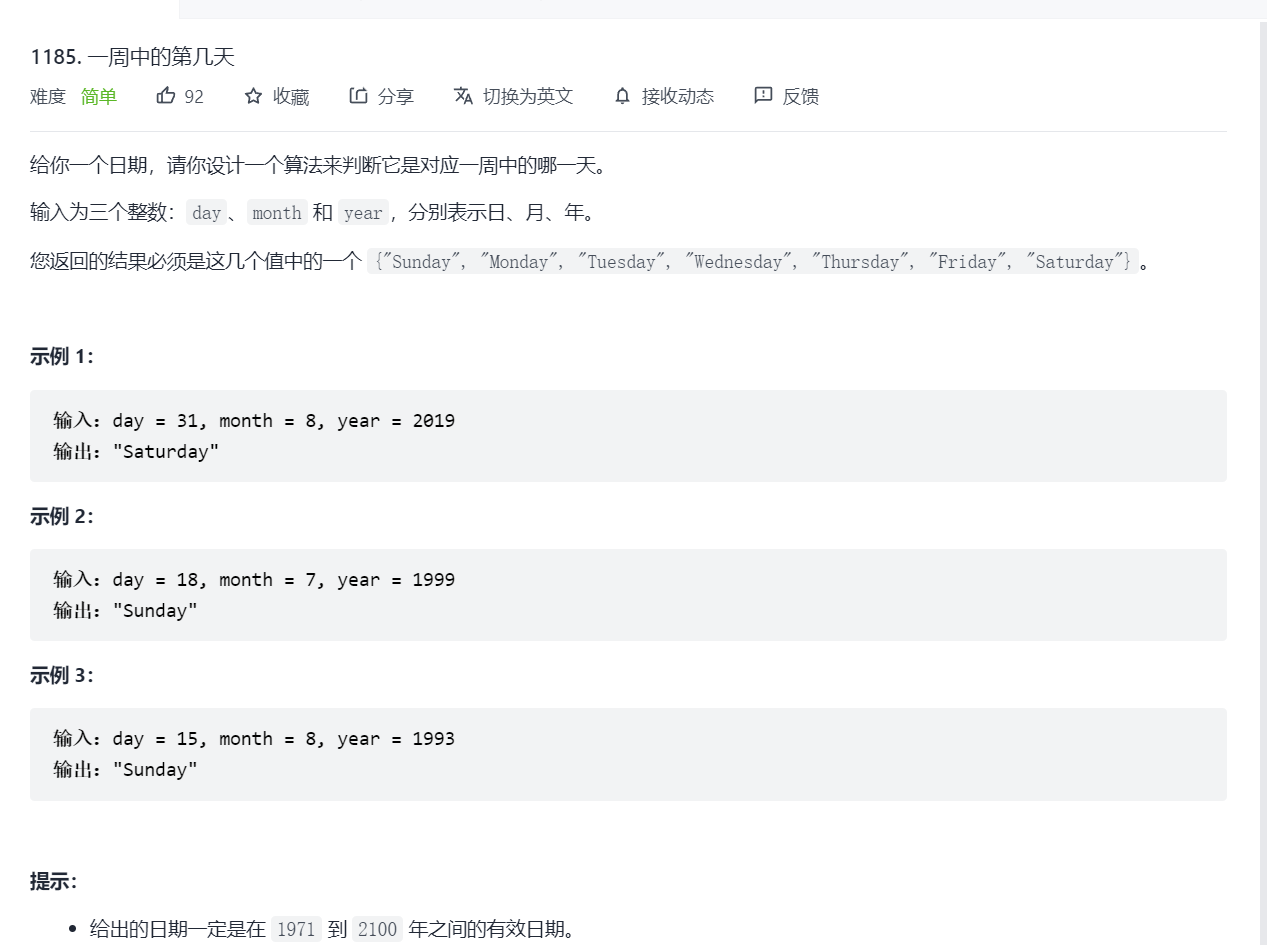 1185. 一周中的第几天
难度 简单 92 收藏 分享 切换为英文 接收动态 反馈
给你一个日期，请你设计一个算法来判断它是对应一周中的哪一天。
输入为三个整数：day、month 和 year，分别表示日、月、年。
您返回的结果必须是这几个值中的一个 {"Sunday", "Monday", "Tuesday", "Wednesday", "Thursday", "Friday", "Saturday"}。
示例 1：
输入：day = 31, month = 8, year = 2019
输出："Saturday"
示例 2：
输入：day = 18, month = 7, year = 1999
输出："Sunday"
示例 3：
输入：day = 15, month = 8, year = 1993
输出："Sunday"
提示：
• 给出的日期一定是在 1971 到 2100 年之间的有效日期。